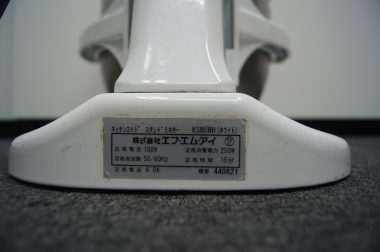 キッチンエイド スタンドミキサー KSM5WH(ホワイト)
株式会社エフ・エム・アイ
定格電圧 100V 定格消費電力 250W
定格周波数 50/60Hz 定格時間 15分
定格電流 4.0A 機番 440821